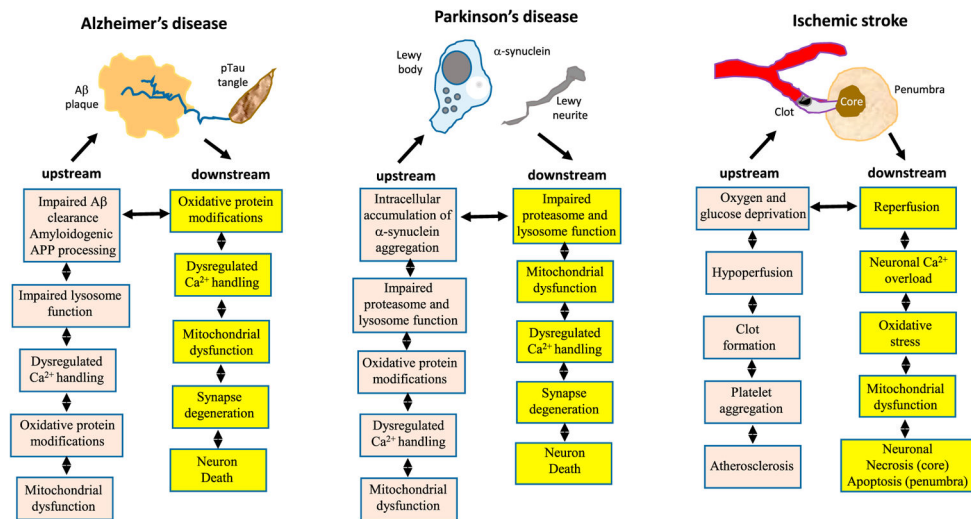 Alzheimer's disease
Aβ
plaque
pTau
tangle
upstream
downstream
Impaired Aβ
clearance
Amyloidogenic
APP processing
Impaired lysosome
function
Dysregulated
Ca²⁺ handling
Oxidative protein
modifications
Mitochondrial
dysfunction
Oxidative protein
modifications
Dysregulated
Ca²⁺ handling
Mitochondrial
dysfunction
Synapse
degeneration
Neuron
Death
Parkinson's disease
Lewy
body
α-synuclein
Lewy
neurite
upstream
downstream
Intracellular
accumulation of
α-synuclein
aggregation
Impaired
proteasome and
lysosome function
Oxidative protein
modifications
Dysregulated
Ca²⁺ handling
Mitochondrial
dysfunction
Impaired
proteasome and
lysosome function
Mitochondrial
dysfunction
Dysregulated
Ca²⁺ handling
Synapse
degeneration
Neuron
Death
Ischemic stroke
Clot
Core
Penumbra
upstream
downstream
Oxygen and
glucose deprivation
Hypoperfusion
Clot
formation
Platelet
aggregation
Atherosclerosis
Reperfusion
Neuronal Ca²⁺
overload
Oxidative
stress
Mitochondrial
dysfunction
Neuronal
Necrosis (core)
Apoptosis (penumbra)